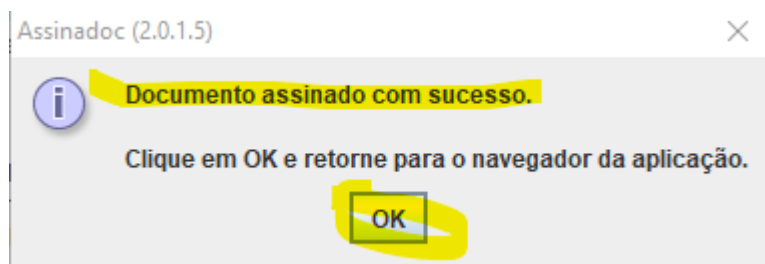 Assinadoc (2.0.1.5)
Documento assinado com sucesso.
Clique em OK e retorne para o navegador da aplicação.
OK